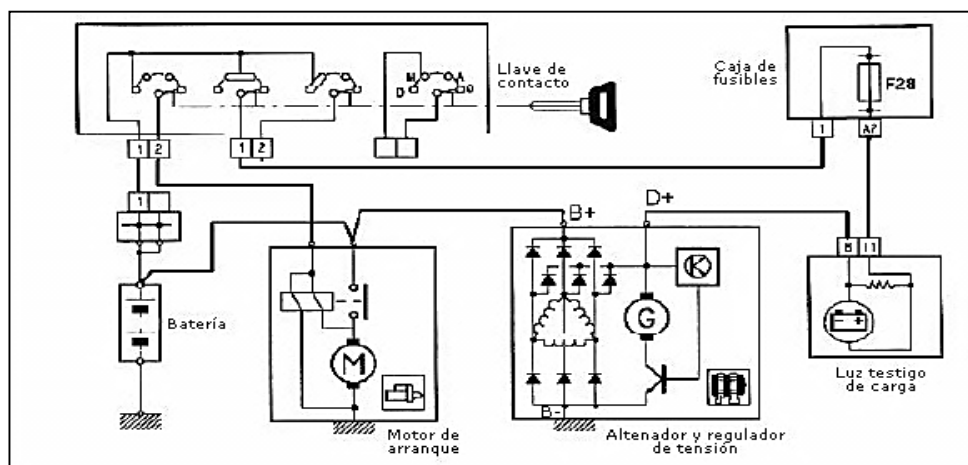 Llave de
contacto
Caja de
fusibles
F28
M
A
D
1
2
1
2
1
A7
1
B+
D+
8
11
K
G
M
B-
Batería
Motor de
arranque
Altenador y regulador
de tensión
Luz testigo
de carga